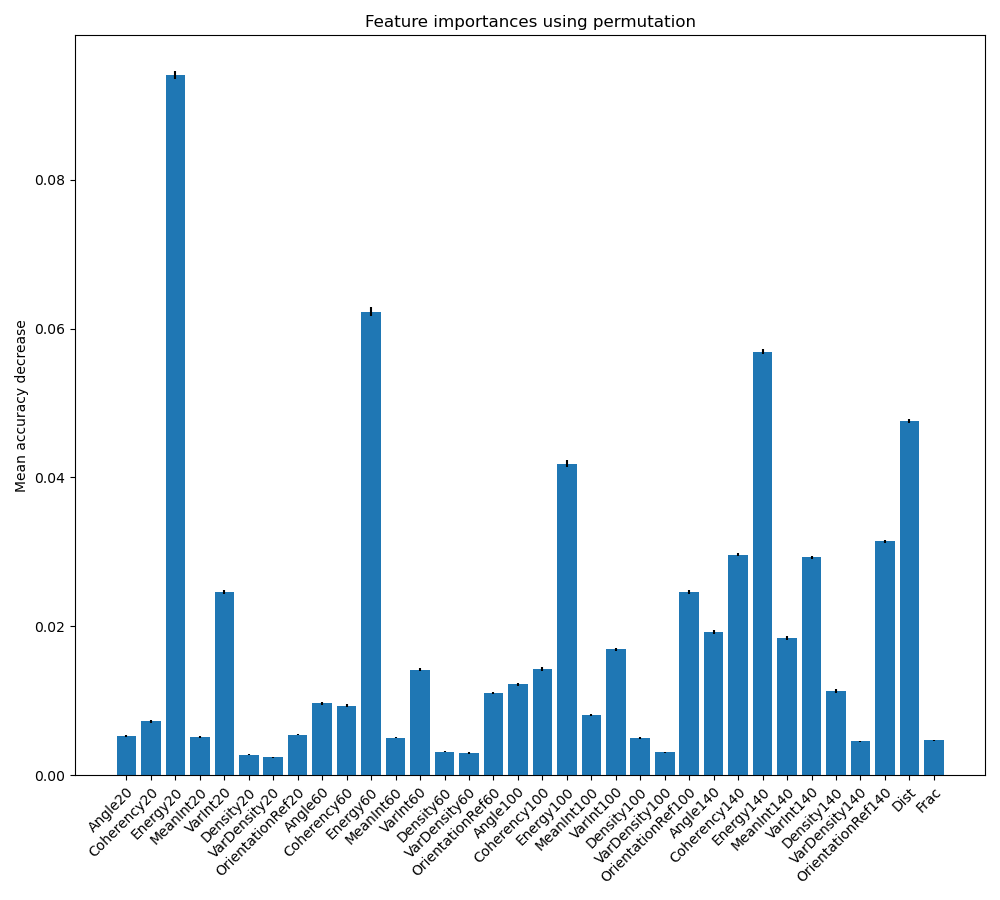 Feature importances using permutation
Mean accuracy decrease
0.08
0.06
0.04
0.02
0.00
Angle20
Coherency20
Energy20
MeanInt20
VarInt20
Density20
VarDensity20
OrientationRef20
Angle60
Coherency60
Energy60
MeanInt60
VarInt60
Density60
VarDensity60
OrientationRef60
Angle100
Coherency100
Energy100
MeanInt100
VarInt100
Density100
VarDensity100
OrientationRef100
Angle140
Coherency140
Energy140
MeanInt140
VarInt140
Density140
VarDensity140
OrientationRef140
Dist
Frac